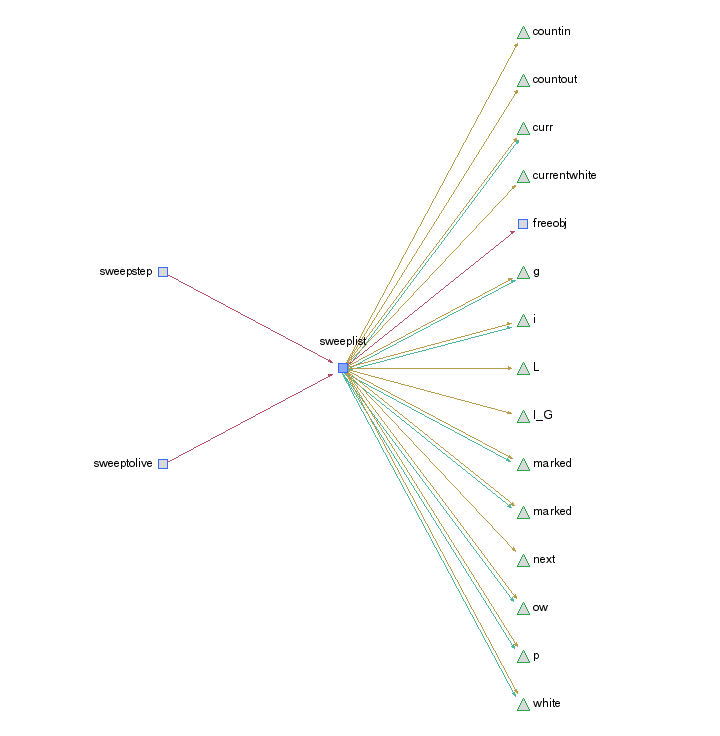 countin
countout
curr
currentwhite
freeobj
sweepstep
g
i
sweeplist
L
l_G
sweeptolive
marked
marked
next
ow
p
white